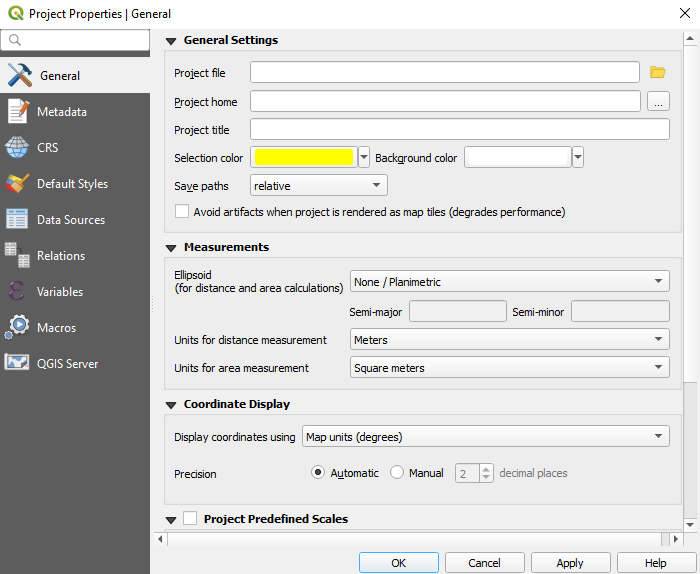 Project Properties | General
General
Metadata
CRS
Default Styles
Data Sources
Relations
Variables
Macros
QGIS Server
General Settings
Project file
Project home
...
Project title
Selection color
Background color
Save paths
relative
Avoid artifacts when project is rendered as map tiles (degrades performance)
Measurements
Ellipsoid
(for distance and area calculations)
None / Planimetric
Semi-major
Semi-minor
Units for distance measurement
Meters
Units for area measurement
Square meters
Coordinate Display
Display coordinates using
Map units (degrees)
Precision
Automatic
Manual
2
decimal places
Project Predefined Scales
OK
Cancel
Apply
Help